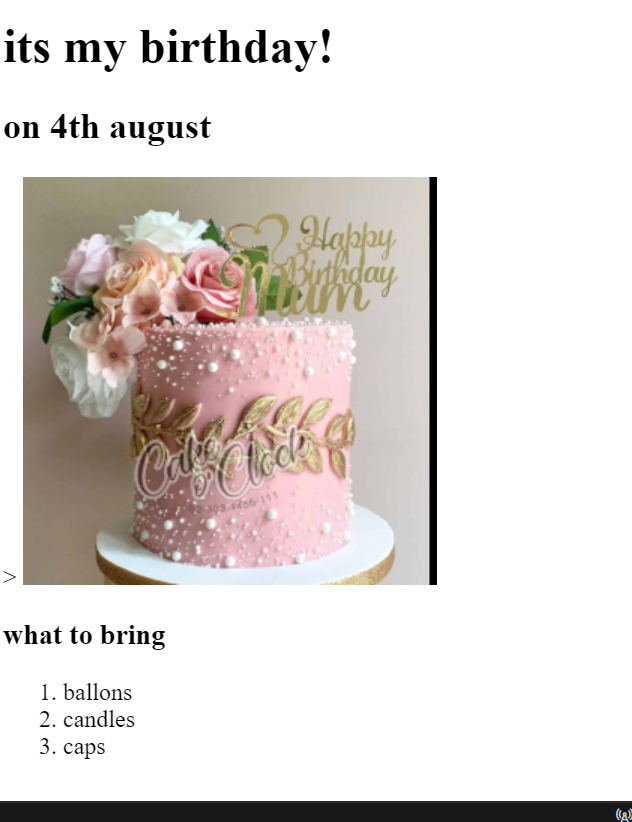 its my birthday!
on 4th august
Happy
Birthday
Mum
Cake
o'Clock
>
what to bring
1. ballons
2. candles
3. caps